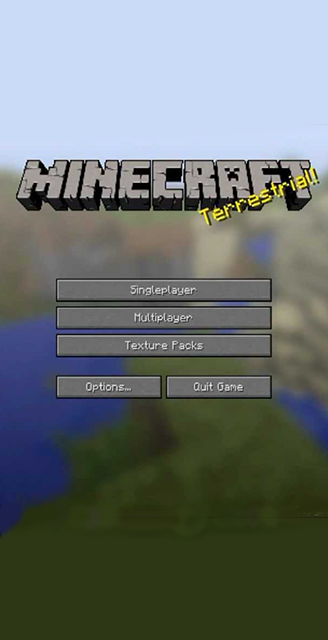 MINECRAFT
Terrestrial!
Singleplayer
Multiplayer
Texture Packs
Options...
Quit Game